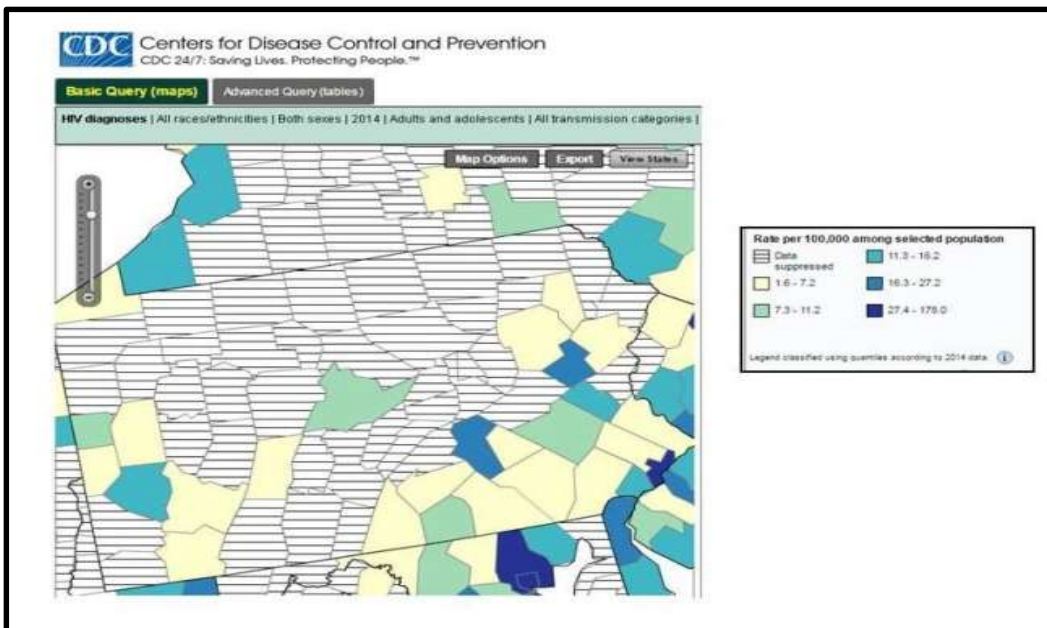 CDC Centers for Disease Control and Prevention
CDC 24/7: Saving Lives. Protecting People.™
Basic Query (maps) Advanced Query (tables)
HIV diagnoses | All races/ethnicities | Both sexes | 2014 | Adults and adolescents | All transmission categories |
Map Options Export View States
Rate per 100,000 among selected population
Data suppressed
1.6 - 7.2
7.3 - 11.2
11.3 - 16.2
16.3 - 27.2
27.4 - 178.0
Legend classified using quantiles according to 2014 data. i